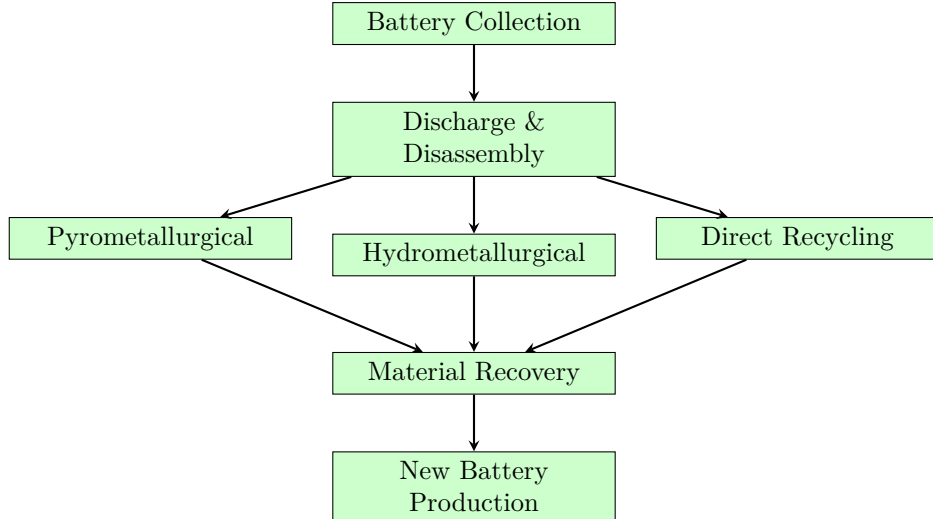 Battery Collection
Discharge &
Disassembly
Pyrometallurgical
Hydrometallurgical
Direct Recycling
Material Recovery
New Battery
Production